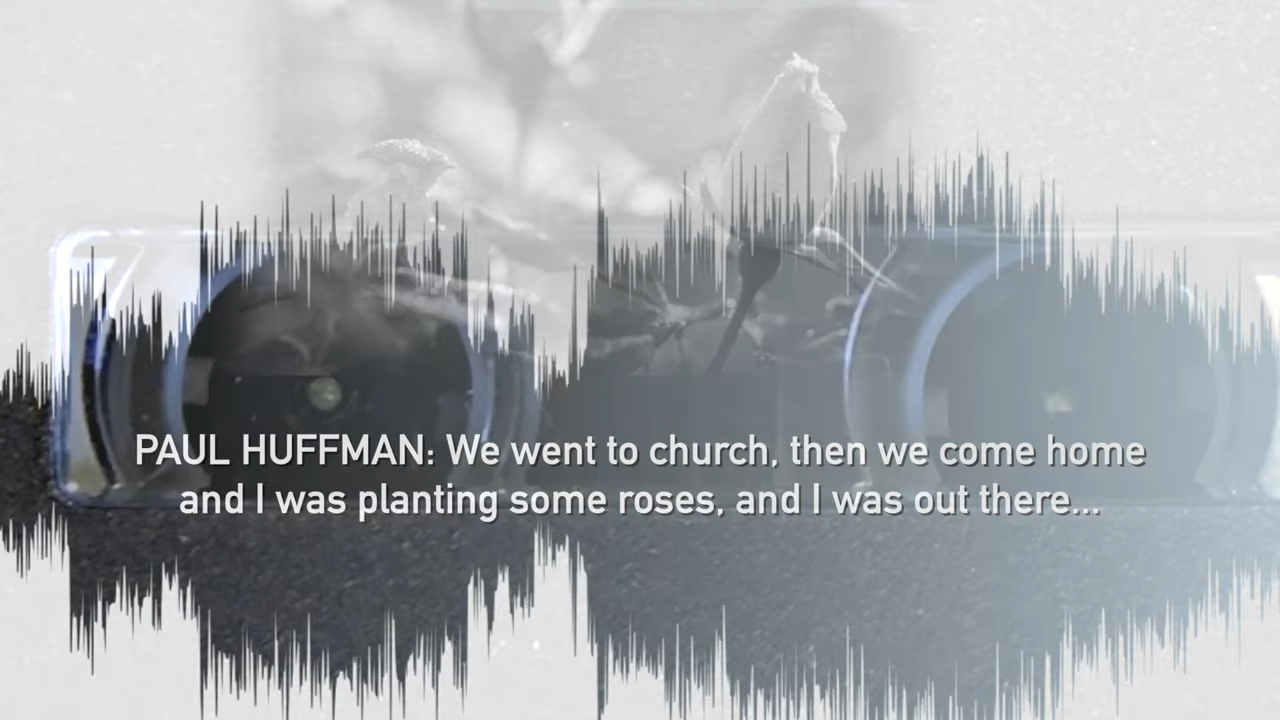 PAUL HUFFMAN: We went to church, then we come home
and I was planting some roses, and I was out there...